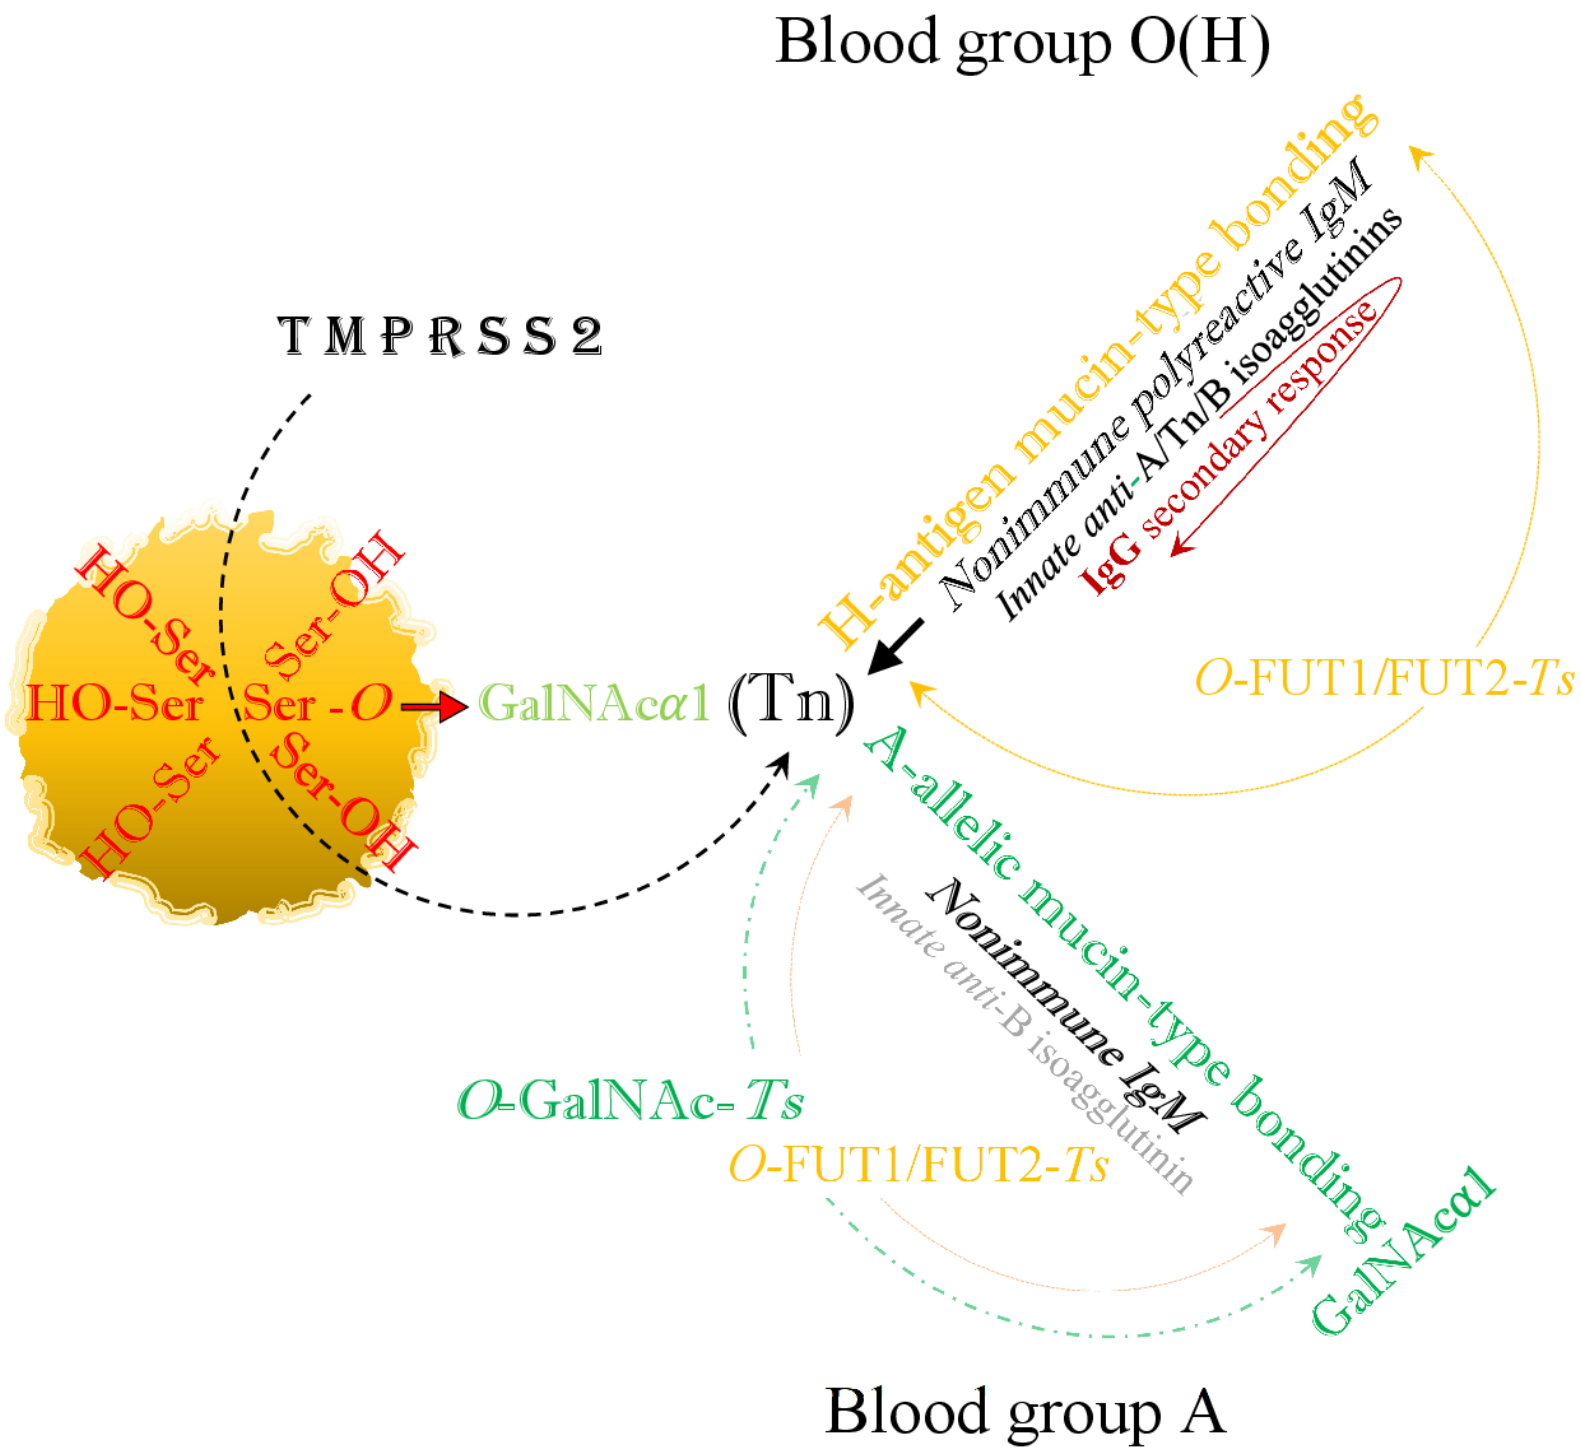 Blood group O(H)
H-antigen mucin-type bonding
Nonimmune polyreactive IgM
Innate anti-A/Tn/B isoagglutinins
IgG secondary response
TMPRSS2
HO-Ser
Ser-OH
HO-Ser
Ser -O
GalNAcα1
(Tn)
HO-Ser
Ser-OH
O-FUT1/FUT2-Ts
A-allelic mucin-type bonding
Nonimmune IgM
Innate anti-B isoagglutinin
O-GalNAc-Ts
O-FUT1/FUT2-Ts
GalNAcα1
Blood group A